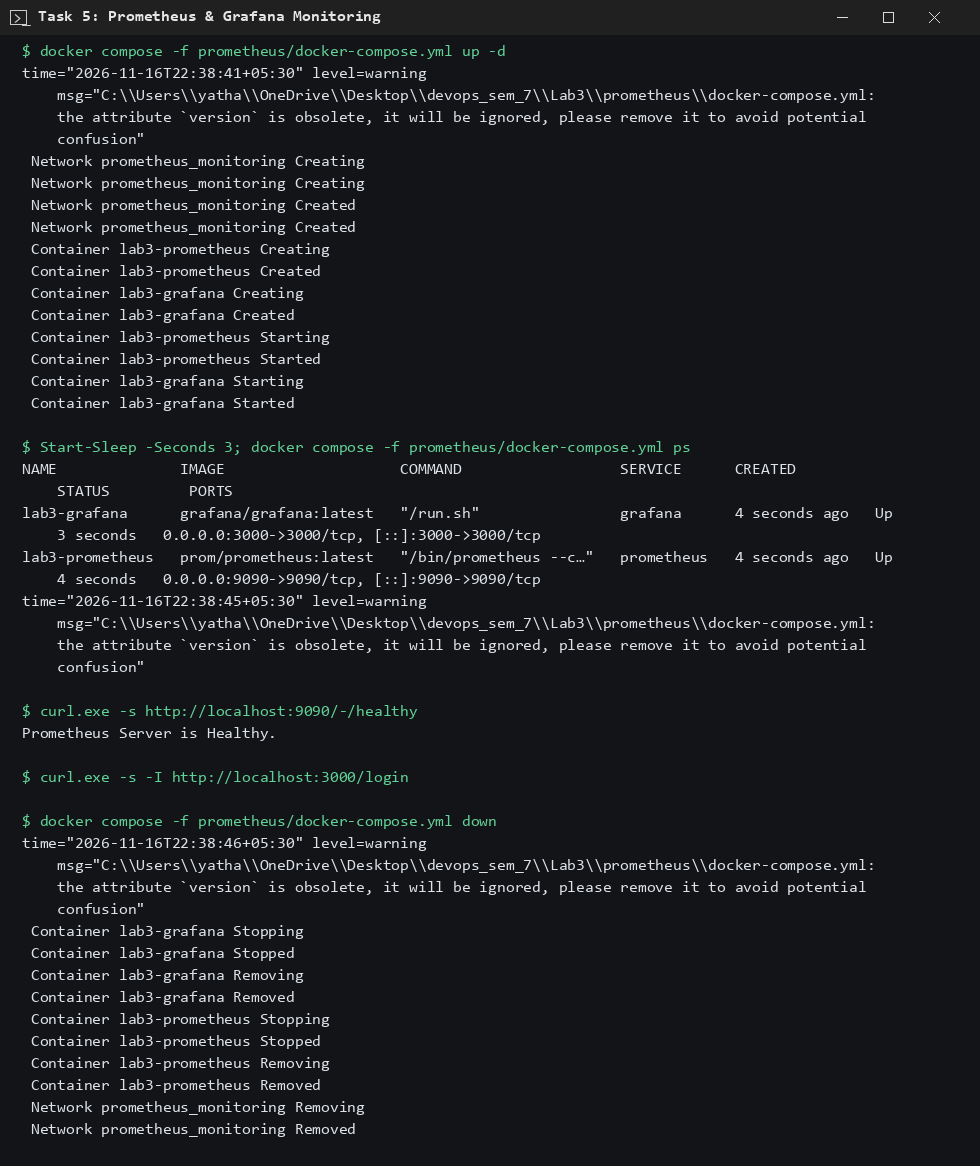 Task 5: Prometheus & Grafana Monitoring
$ docker compose -f prometheus/docker-compose.yml up -d
time="2026-11-16T22:38:41+05:30" level=warning
msg="C:\\Users\\yatha\\OneDrive\\Desktop\\devops_sem_7\\Lab3\\prometheus\\docker-compose.yml:
the attribute `version` is obsolete, it will be ignored, please remove it to avoid potential
confusion"
Network prometheus_monitoring Creating
Network prometheus_monitoring Creating
Network prometheus_monitoring Created
Network prometheus_monitoring Created
Container lab3-prometheus Creating
Container lab3-prometheus Created
Container lab3-grafana Creating
Container lab3-grafana Created
Container lab3-prometheus Starting
Container lab3-prometheus Started
Container lab3-grafana Starting
Container lab3-grafana Started
$ Start-Sleep -Seconds 3; docker compose -f prometheus/docker-compose.yml ps
NAME              IMAGE                    COMMAND                  SERVICE      CREATED
STATUS         PORTS
lab3-grafana      grafana/grafana:latest   "/run.sh"                grafana      4 seconds ago   Up
3 seconds   0.0.0.0:3000->3000/tcp, [::]:3000->3000/tcp
lab3-prometheus   prom/prometheus:latest   "/bin/prometheus --c…"   prometheus   4 seconds ago   Up
4 seconds   0.0.0.0:9090->9090/tcp, [::]:9090->9090/tcp
time="2026-11-16T22:38:45+05:30" level=warning
msg="C:\\Users\\yatha\\OneDrive\\Desktop\\devops_sem_7\\Lab3\\prometheus\\docker-compose.yml:
the attribute `version` is obsolete, it will be ignored, please remove it to avoid potential
confusion"
$ curl.exe -s http://localhost:9090/-/healthy
Prometheus Server is Healthy.
$ curl.exe -s -I http://localhost:3000/login
$ docker compose -f prometheus/docker-compose.yml down
time="2026-11-16T22:38:46+05:30" level=warning
msg="C:\\Users\\yatha\\OneDrive\\Desktop\\devops_sem_7\\Lab3\\prometheus\\docker-compose.yml:
the attribute `version` is obsolete, it will be ignored, please remove it to avoid potential
confusion"
Container lab3-grafana Stopping
Container lab3-grafana Stopped
Container lab3-grafana Removing
Container lab3-grafana Removed
Container lab3-prometheus Stopping
Container lab3-prometheus Stopped
Container lab3-prometheus Removing
Container lab3-prometheus Removed
Network prometheus_monitoring Removing
Network prometheus_monitoring Removed